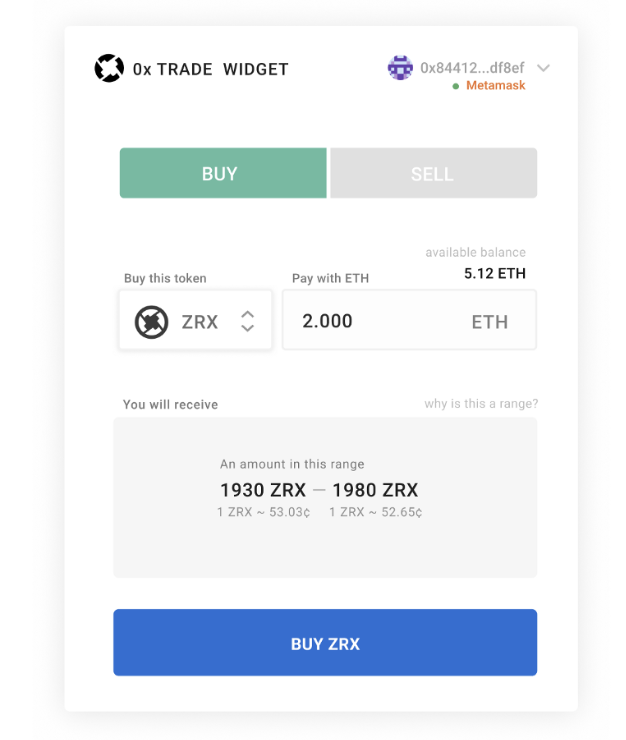 0x TRADE WIDGET
0x84412...df8ef
Metamask
BUY
SELL
available balance
5.12 ETH
Buy this token
Pay with ETH
ZRX
2.000
ETH
You will receive
why is this a range?
An amount in this range
1930 ZRX — 1980 ZRX
1 ZRX ~ 53.03¢ 1 ZRX ~ 52.65¢
BUY ZRX